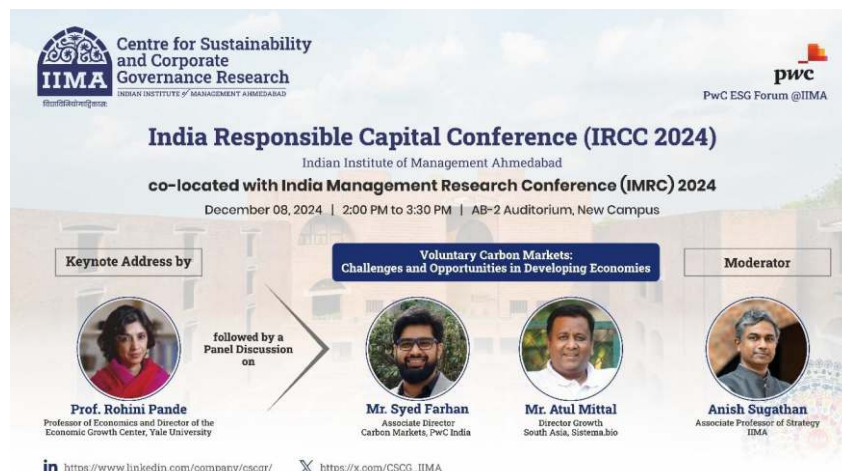 Centre for Sustainability
and Corporate
Governance Research
INDIAN INSTITUTE of MANAGEMENT AHMEDABAD
IIMA
विद्याविनियोगाद्विकासः
pwc
PwC ESG Forum @IIMA
India Responsible Capital Conference (IRCC 2024)
Indian Institute of Management Ahmedabad
co-located with India Management Research Conference (IMRC) 2024
December 08, 2024 | 2:00 PM to 3:30 PM | AB-2 Auditorium, New Campus
Keynote Address by
Voluntary Carbon Markets:
Challenges and Opportunities in Developing Economies
Moderator
followed by a
Panel Discussion
on
Prof. Rohini Pande
Professor of Economics and Director of the
Economic Growth Center, Yale University
Mr. Syed Farhan
Associate Director
Carbon Markets, PwC India
Mr. Atul Mittal
Director Growth
South Asia, Sistema.bio
Anish Sugathan
Associate Professor of Strategy
IIMA
in https://www.linkedin.com/company/cscgr/ X https://x.com/CSCG_IIMA